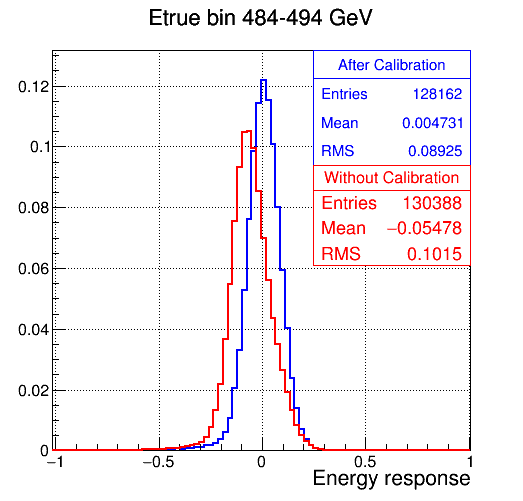 Etrue bin 484-494 GeV
After Calibration
Entries 128162
Mean 0.004731
RMS 0.08925
Without Calibration
Entries 130388
Mean −0.05478
RMS 0.1015
0.12
0.1
0.08
0.06
0.04
0.02
0
−1 −0.5 0 0.5 1
Energy response